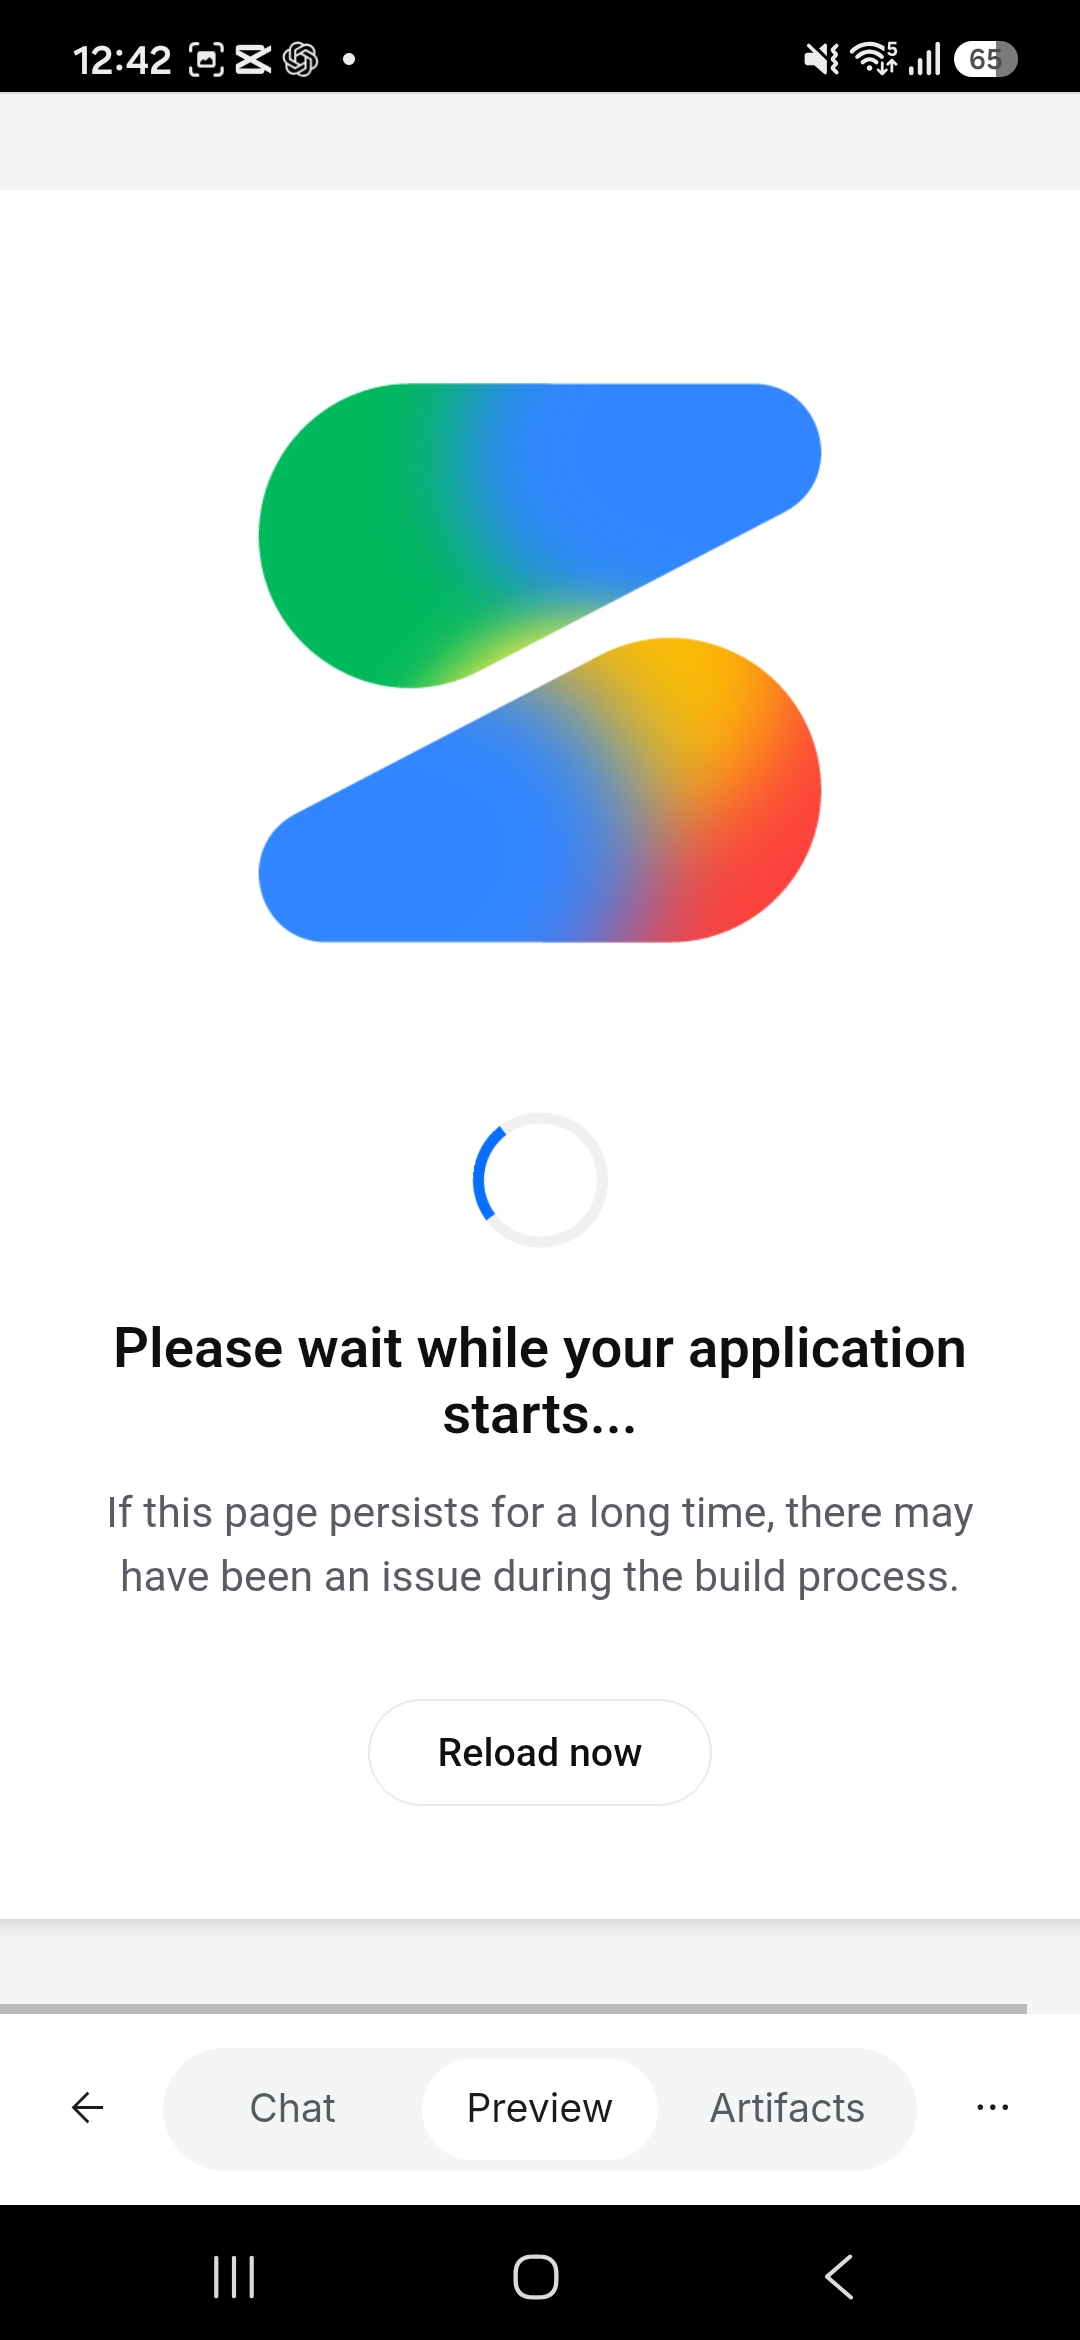 12:42
5
65
Please wait while your application
starts...
If this page persists for a long time, there may
have been an issue during the build process.
Reload now
Chat Preview Artifacts